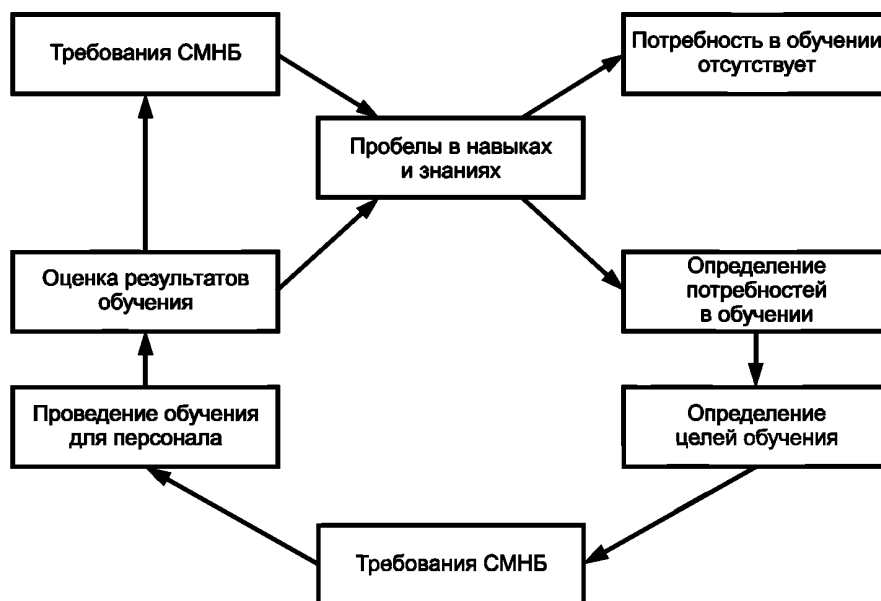 Требования СМНБ
Потребность в обучении
отсутствует
Пробелы в навыках
и знаниях
Оценка результатов
обучения
Определение
потребностей
в обучении
Проведение обучения
для персонала
Определение
целей обучения
Требования СМНБ